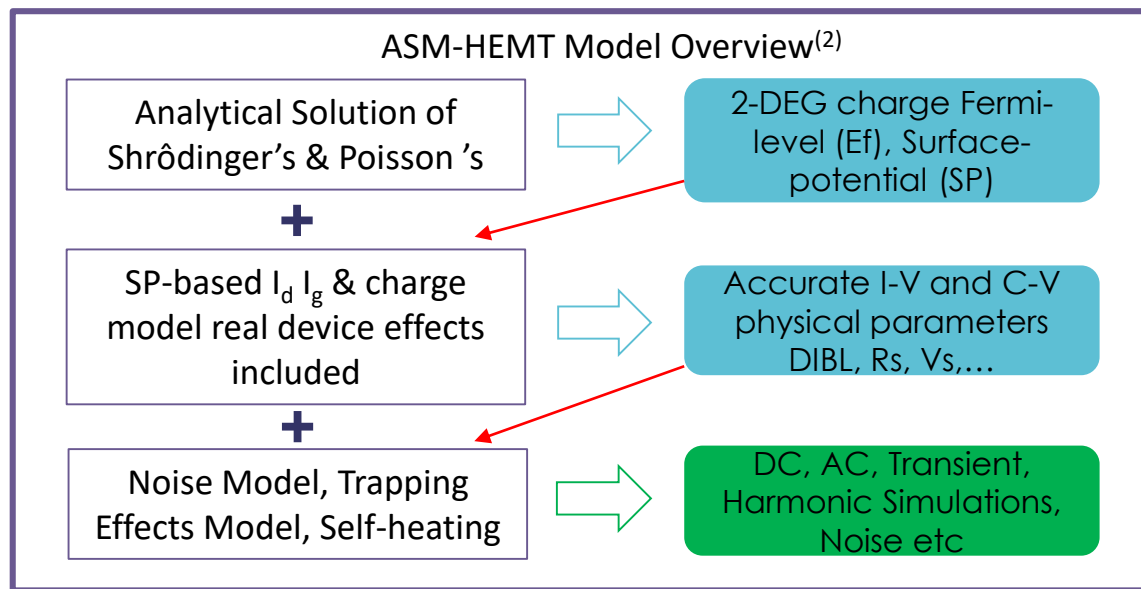 ASM-HEMT Model Overview(2)
Analytical Solution of
Shrôdinger's & Poisson 's
2-DEG charge Fermi-
level (Ef), Surface-
potential (SP)
+
SP-based Id Ig & charge
model real device effects
included
Accurate I-V and C-V
physical parameters
DIBL, Rs, Vs,...
+
Noise Model, Trapping
Effects Model, Self-heating
DC, AC, Transient,
Harmonic Simulations,
Noise etc